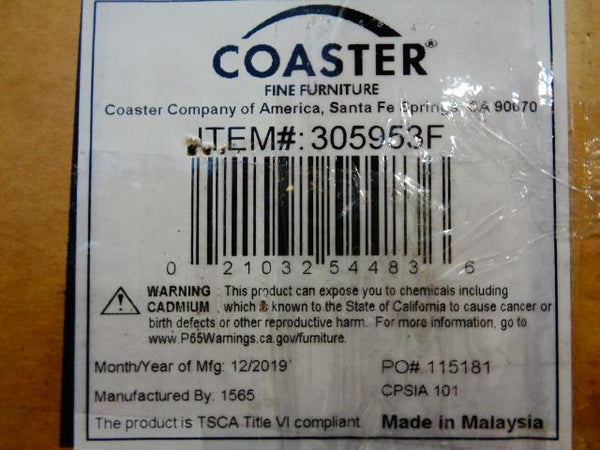 COASTER®
FINE FURNITURE
Coaster Company of America, Santa Fe Springs, CA 90670
ITEM#: 305953F
0 21032 54483 6
WARNING : This product can expose you to chemicals including
CADMIUM , which is known to the State of California to cause cancer or
birth defects or other reproductive harm. For more information, go to
www.P65Warnings.ca.gov/furniture.
Month/Year of Mfg: 12/2019
PO# 115181
Manufactured By: 1565
CPSIA 101
The product is TSCA Title VI compliant.
Made in Malaysia